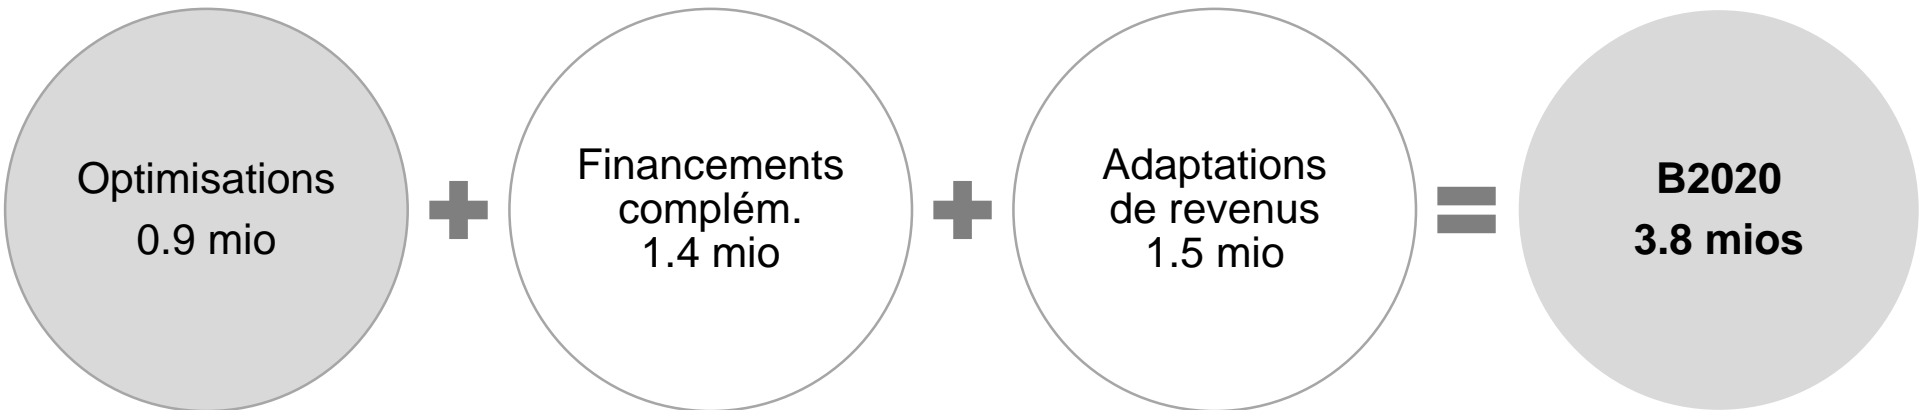 Optimisations
0.9 mio
Financements
complém.
1.4 mio
Adaptations
de revenus
1.5 mio
B2020
3.8 mios